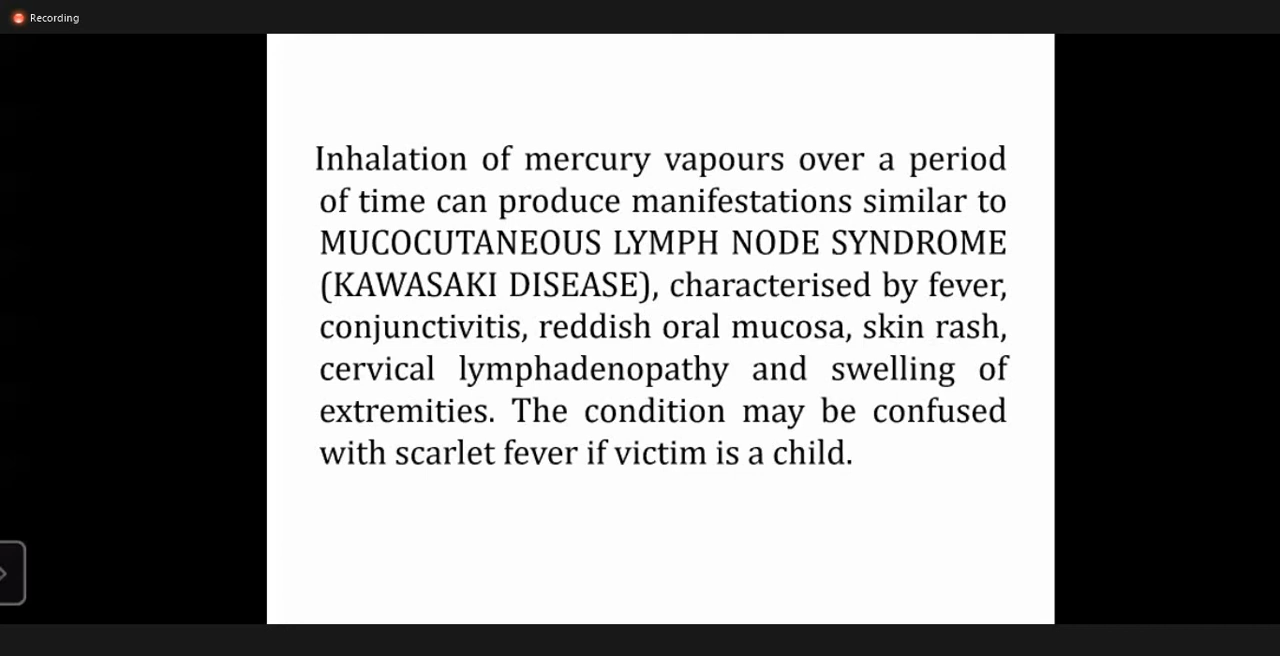 Recording
Inhalation of mercury vapours over a period
of time can produce manifestations similar to
MUCOCUTANEOUS LYMPH NODE SYNDROME
(KAWASAKI DISEASE), characterised by fever,
conjunctivitis, reddish oral mucosa, skin rash,
cervical lymphadenopathy and swelling of
extremities. The condition may be confused
with scarlet fever if victim is a child.